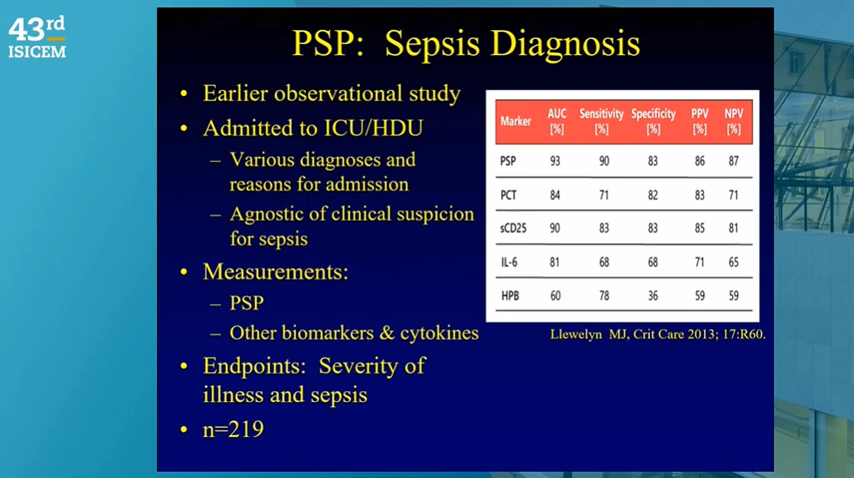 43rd
ISICEM
PSP: Sepsis Diagnosis
• Earlier observational study
• Admitted to ICU/HDU
– Various diagnoses and
reasons for admission
– Agnostic of clinical suspicion
for sepsis
• Measurements:
– PSP
– Other biomarkers & cytokines
• Endpoints: Severity of
illness and sepsis
• n=219
Marker AUC [%] Sensitivity [%] Specificity [%] PPV [%] NPV [%]
PSP 93 90 83 86 87
PCT 84 71 82 83 71
sCD25 90 83 83 85 81
IL-6 81 68 68 71 65
HPB 60 78 36 59 59
Llewelyn MJ, Crit Care 2013; 17:R60.